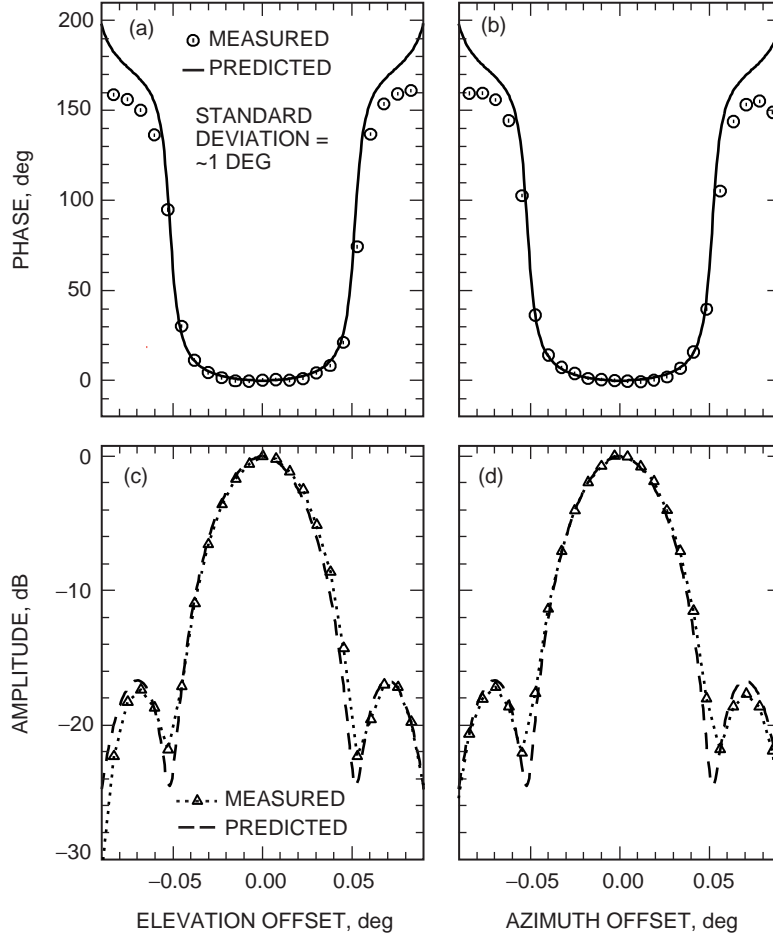 (a)
MEASURED
PREDICTED
STANDARD
DEVIATION =
~1 DEG
(b)
200
150
100
50
0
PHASE, deg
(c)
(d)
0
–10
–20
–30
AMPLITUDE, dB
MEASURED
PREDICTED
–0.05 0.00 0.05
–0.05 0.00 0.05
ELEVATION OFFSET, deg
AZIMUTH OFFSET, deg